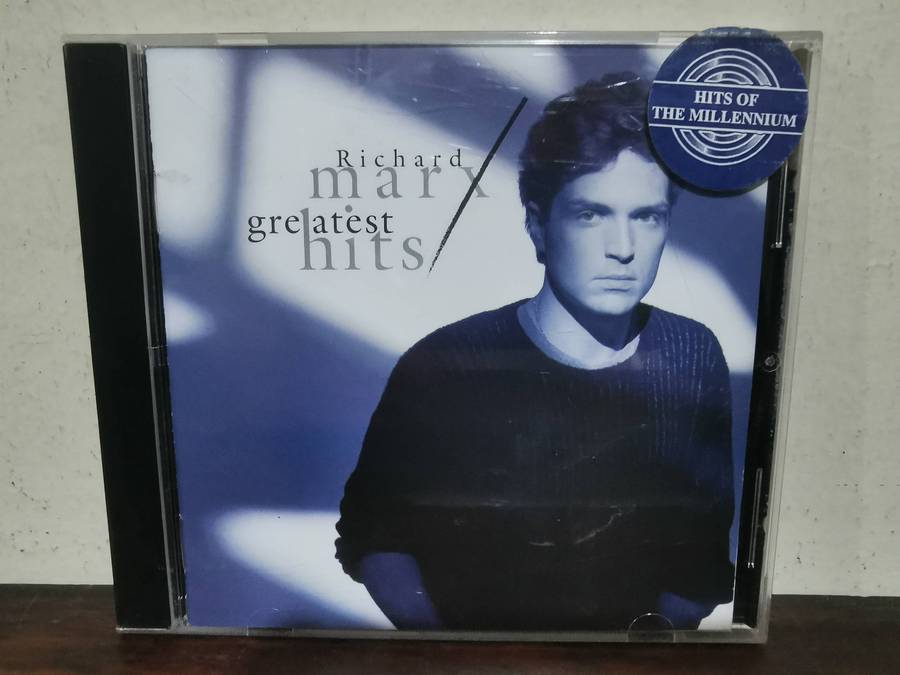 Richard
marx
greatest
hits
HITS OF
THE MILLENNIUM